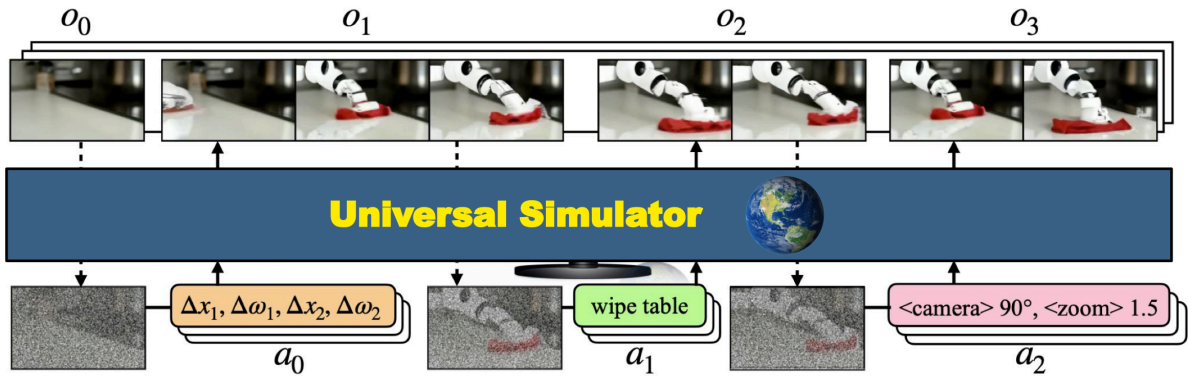 o₀ o₁ o₂ o₃
Universal Simulator
Δx₁, Δω₁, Δx₂, Δω₂ wipe table <camera> 90°, <zoom> 1.5
a₀ a₁ a₂